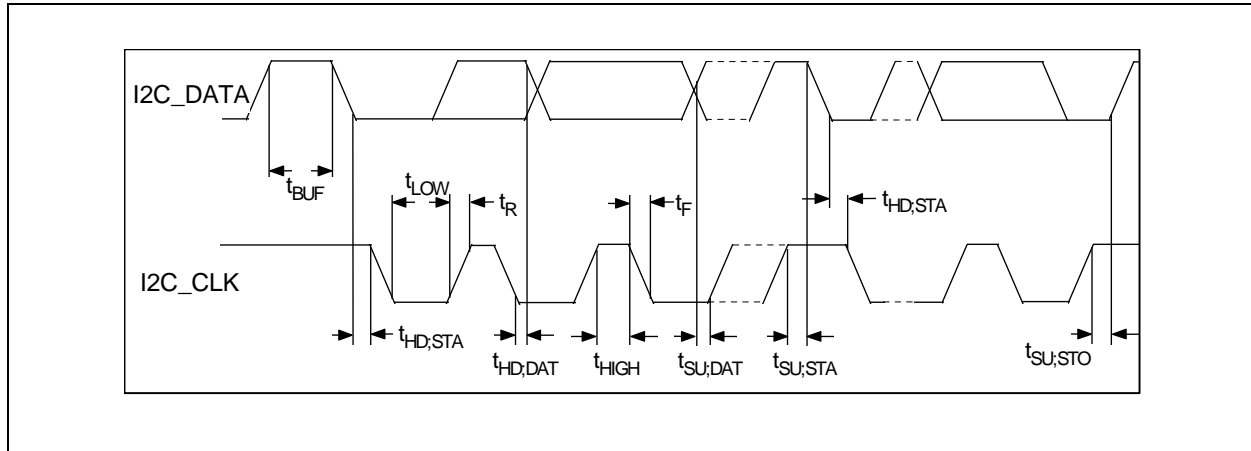 I2C_DATA
tBUF
tLOW
tR
tF
tHD;STA
I2C_CLK
tHD;STA
tHD;DAT
tHIGH
tSU;DAT
tSU;STA
tSU;STO